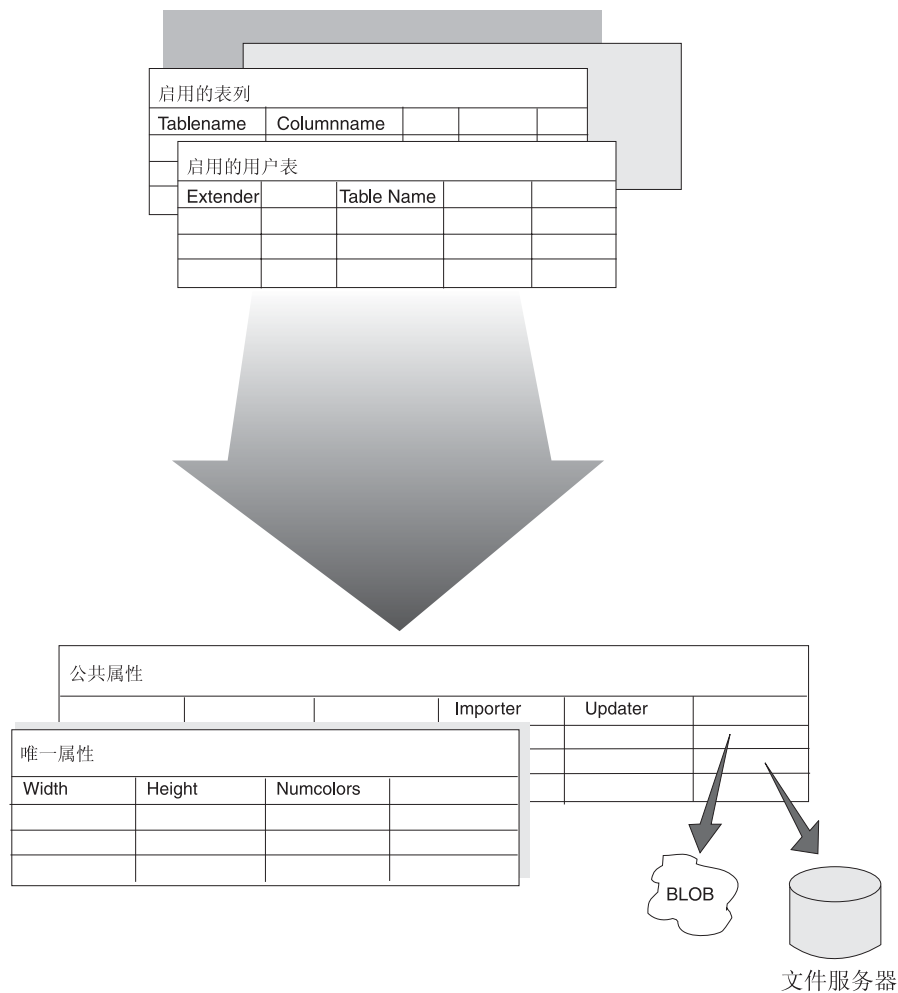 启用的表列
Tablename Columnname
启用的用户表
Extender Table Name
公共属性
Importer Updater
唯一属性
Width Height Numcolors
BLOB
文件服务器